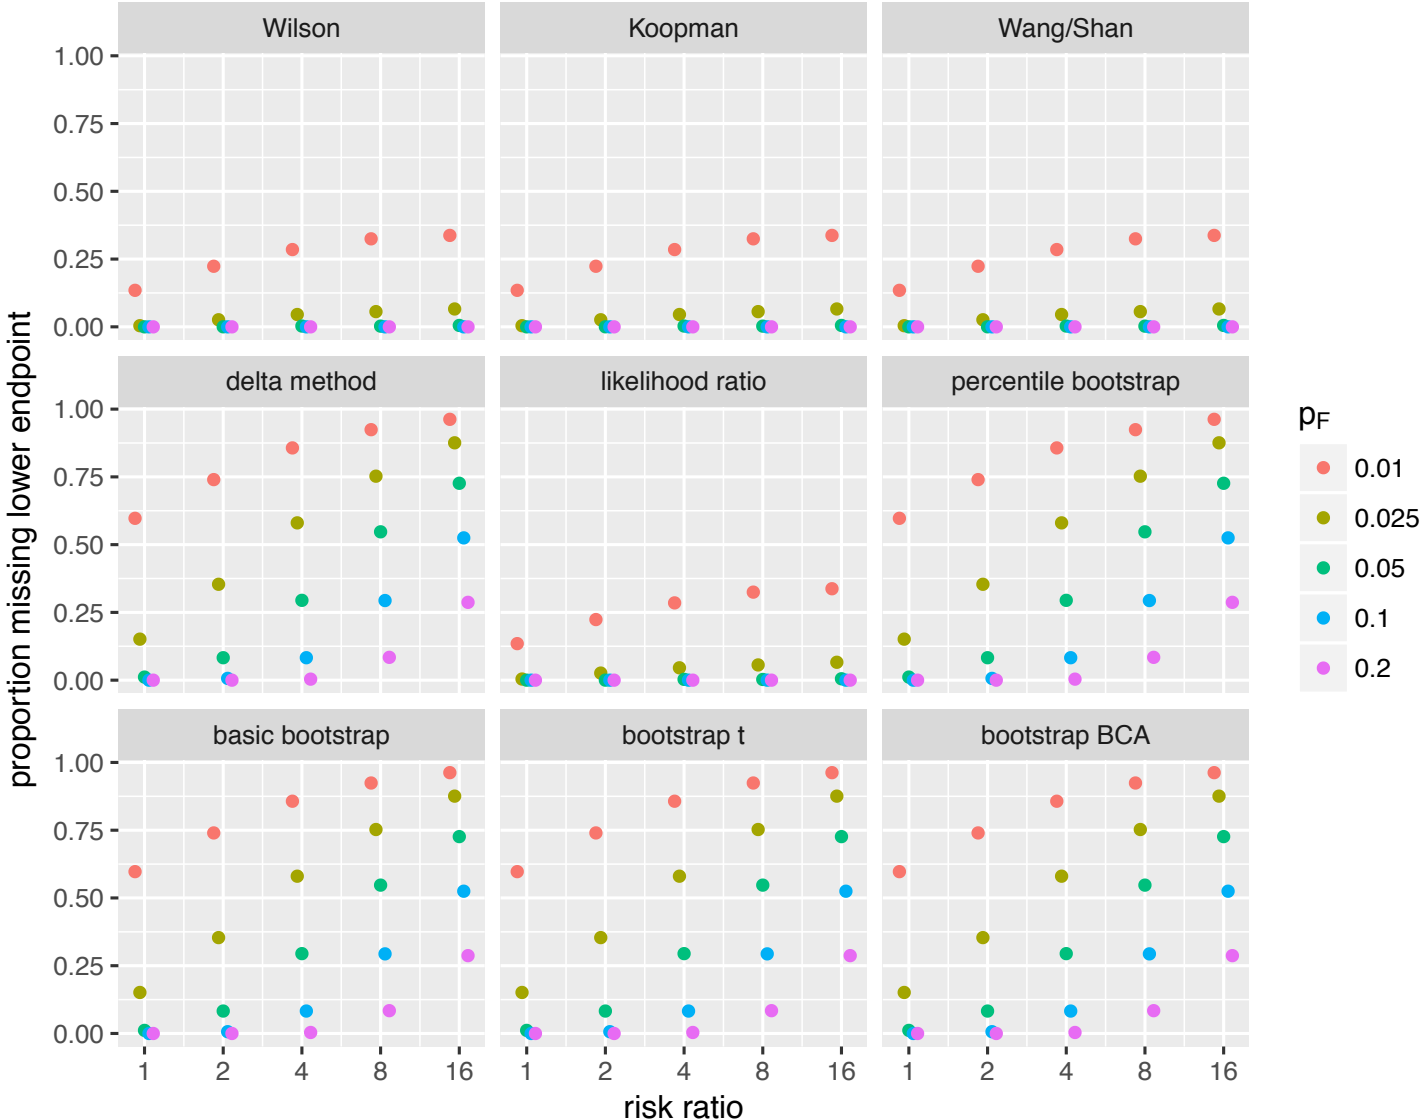 Wilson Koopman Wang/Shan
1.00
0.75
0.50
0.25
0.00
delta method likelihood ratio percentile bootstrap
1.00
0.75
0.50
0.25
0.00
basic bootstrap bootstrap t bootstrap BCA
1.00
0.75
0.50
0.25
0.00
1 2 4 8 16 1 2 4 8 16 1 2 4 8 16
risk ratio
proportion missing lower endpoint
pF
0.01
0.025
0.05
0.1
0.2